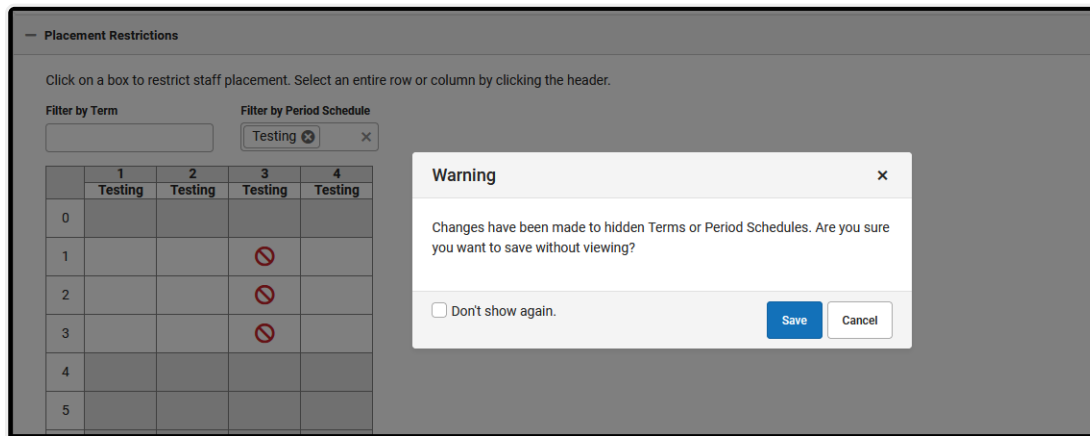 Placement Restrictions
Click on a box to restrict staff placement. Select an entire row or column by clicking the header.
Filter by Term
Filter by Period Schedule
Testing
1 2 3 4
Testing Testing Testing Testing
0
1
2
3
4
5
Warning
Changes have been made to hidden Terms or Period Schedules. Are you sure
you want to save without viewing?
Don't show again.
Save
Cancel